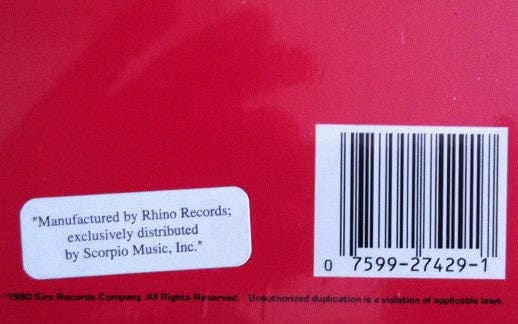 "Manufactured by Rhino Records;
exclusively distributed
by Scorpio Music, Inc."
0 7599-27429-1
1980 Sire Records Company. All Rights Reserved. Unauthorized duplication is a violation of applicable laws.